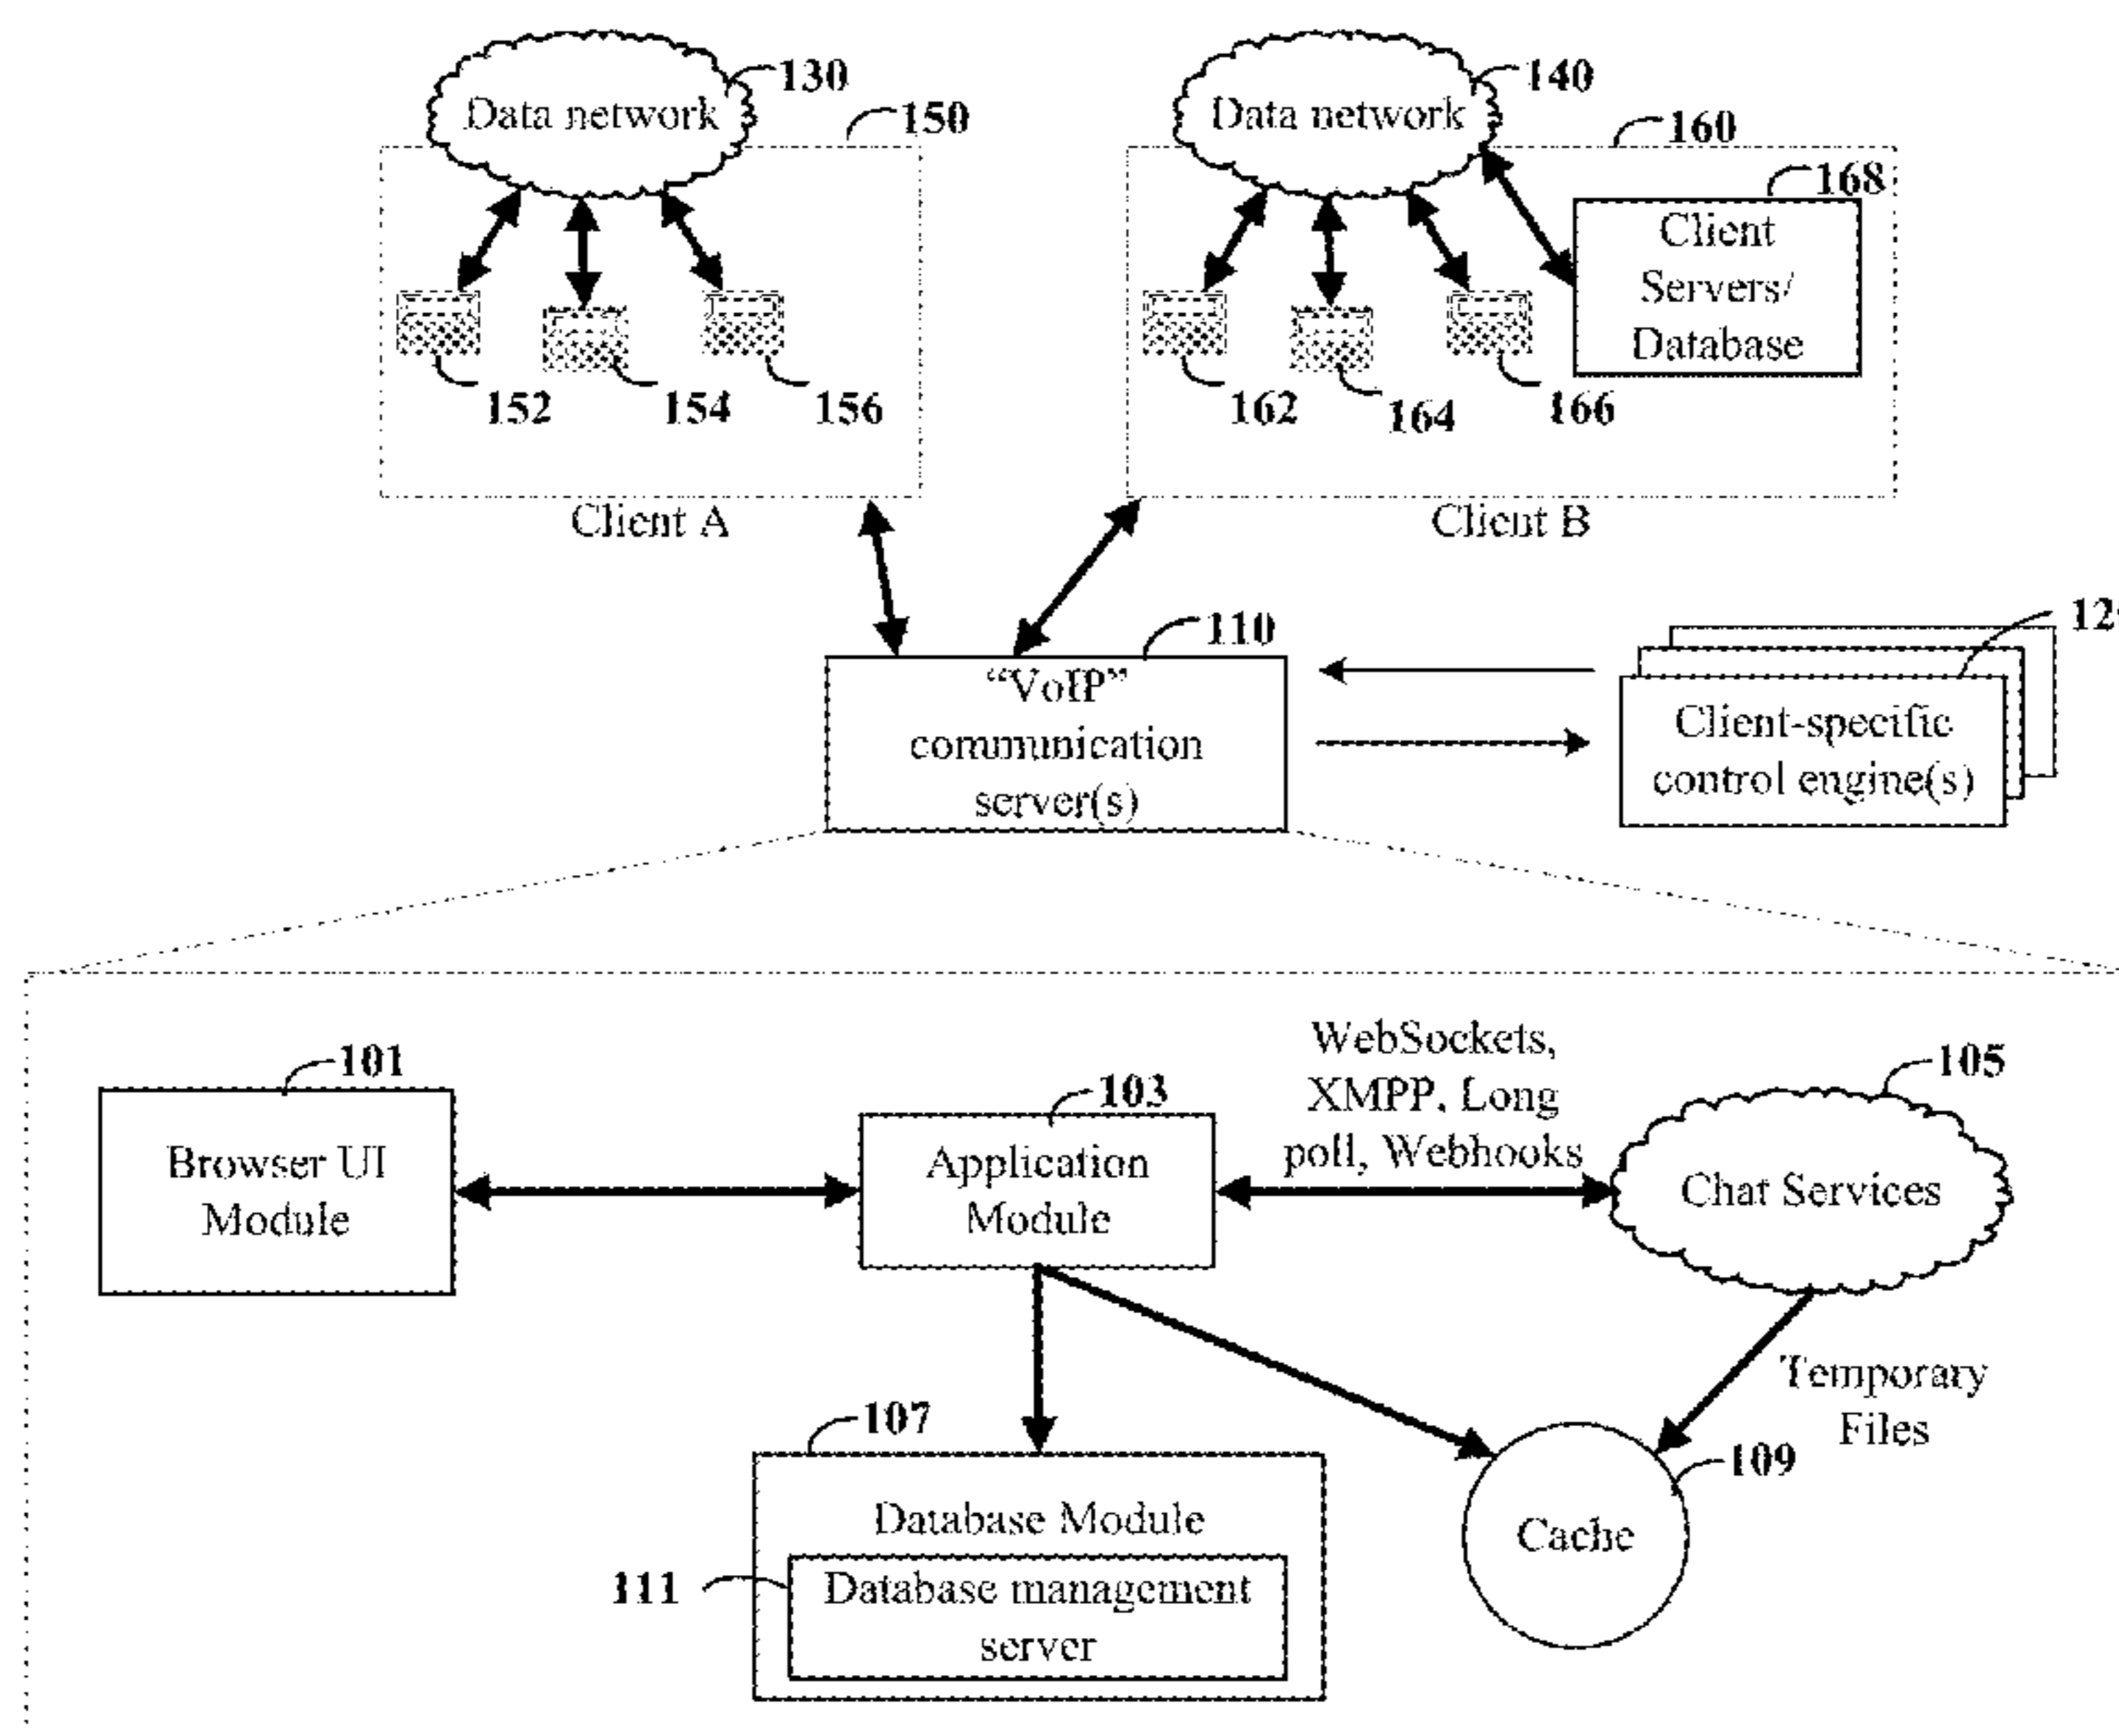 130
140
Data network
Data network
150
160
168
Client
Servers/
Database
152
154
156
162
164
166
Client A
Client B
110
“VoIP”
communication
server(s)
Client-specific
control engine(s)
101
Browser UI
Module
103
Application
Module
WebSockets,
XMPP, Long
poll, Webhooks
105
Chat Services
Temporary
Files
107
Database Module
111
Database management
server
109
Cache